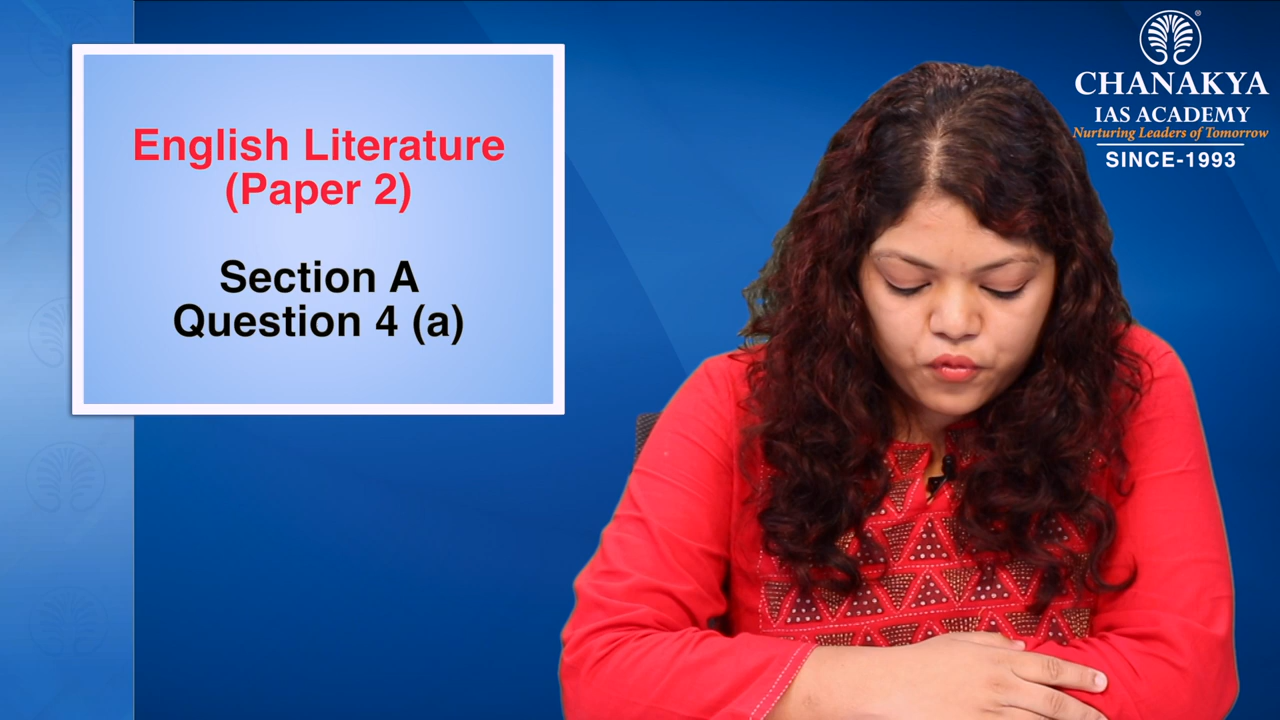 English Literature
(Paper 2)
Section A
Question 4 (a)
®
CHANAKYA
IAS ACADEMY
Nurturing Leaders of Tomorrow
SINCE-1993